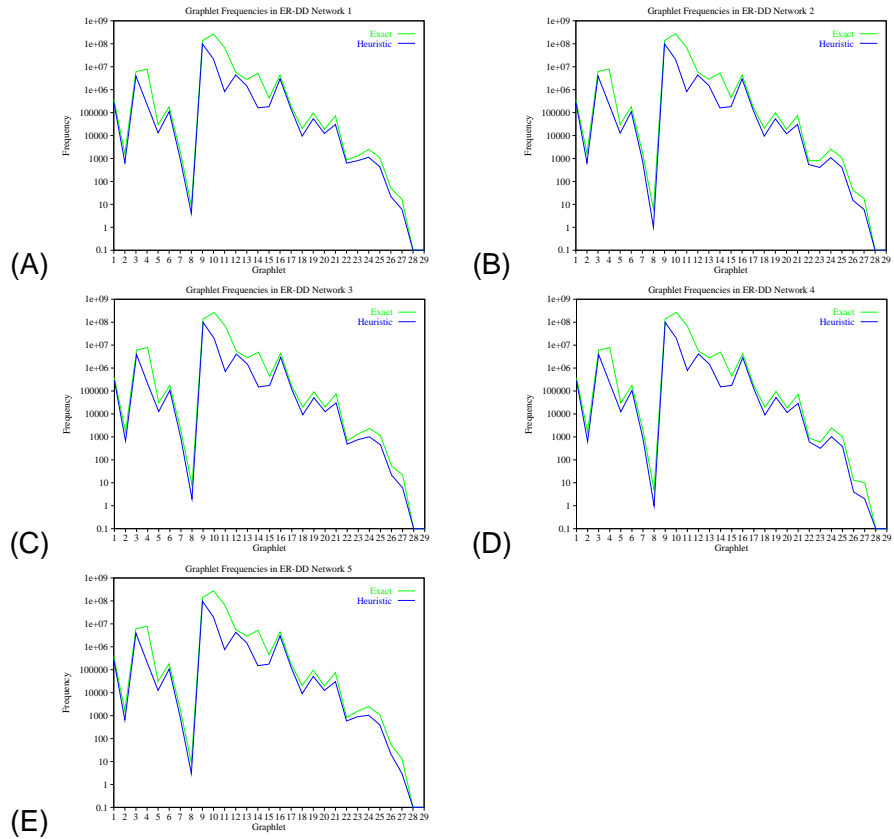 Graphlet Frequencies in ER-DD Network 1
1e+09
1e+08
1e+07
1e+06
100000
10000
1000
100
10
1
0.1
Frequency
Exact
Heuristic
1 2 3 4 5 6 7 8 9 10 11 12 13 14 15 16 17 18 19 20 21 22 23 24 25 26 27 28 29
Graphlet
(A)
Graphlet Frequencies in ER-DD Network 2
1e+09
1e+08
1e+07
1e+06
100000
10000
1000
100
10
1
0.1
Frequency
Exact
Heuristic
1 2 3 4 5 6 7 8 9 10 11 12 13 14 15 16 17 18 19 20 21 22 23 24 25 26 27 28 29
Graphlet
(B)
Graphlet Frequencies in ER-DD Network 3
1e+09
1e+08
1e+07
1e+06
100000
10000
1000
100
10
1
0.1
Frequency
Exact
Heuristic
1 2 3 4 5 6 7 8 9 10 11 12 13 14 15 16 17 18 19 20 21 22 23 24 25 26 27 28 29
Graphlet
(C)
Graphlet Frequencies in ER-DD Network 4
1e+09
1e+08
1e+07
1e+06
100000
10000
1000
100
10
1
0.1
Frequency
Exact
Heuristic
1 2 3 4 5 6 7 8 9 10 11 12 13 14 15 16 17 18 19 20 21 22 23 24 25 26 27 28 29
Graphlet
(D)
Graphlet Frequencies in ER-DD Network 5
1e+09
1e+08
1e+07
1e+06
100000
10000
1000
100
10
1
0.1
Frequency
Exact
Heuristic
1 2 3 4 5 6 7 8 9 10 11 12 13 14 15 16 17 18 19 20 21 22 23 24 25 26 27 28 29
Graphlet
(E)